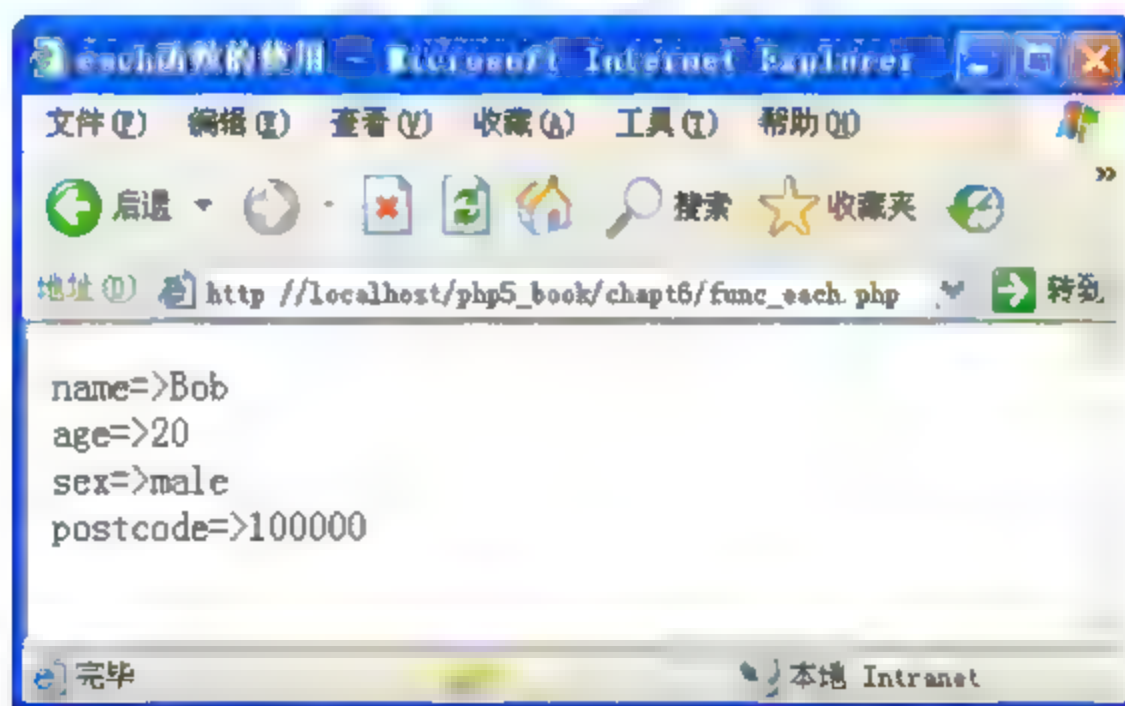 each函数的使用 - Microsoft Internet Explorer
文件(F) 编辑(E) 查看(V) 收藏(A) 工具(T) 帮助(H)
后退 搜索 收藏夹 »
地址(D) http //localhost/php5_book/chapt6/func_each php 转到
name=>Bob
age=>20
sex=>male
postcode=>100000
完毕 本地 Intranet